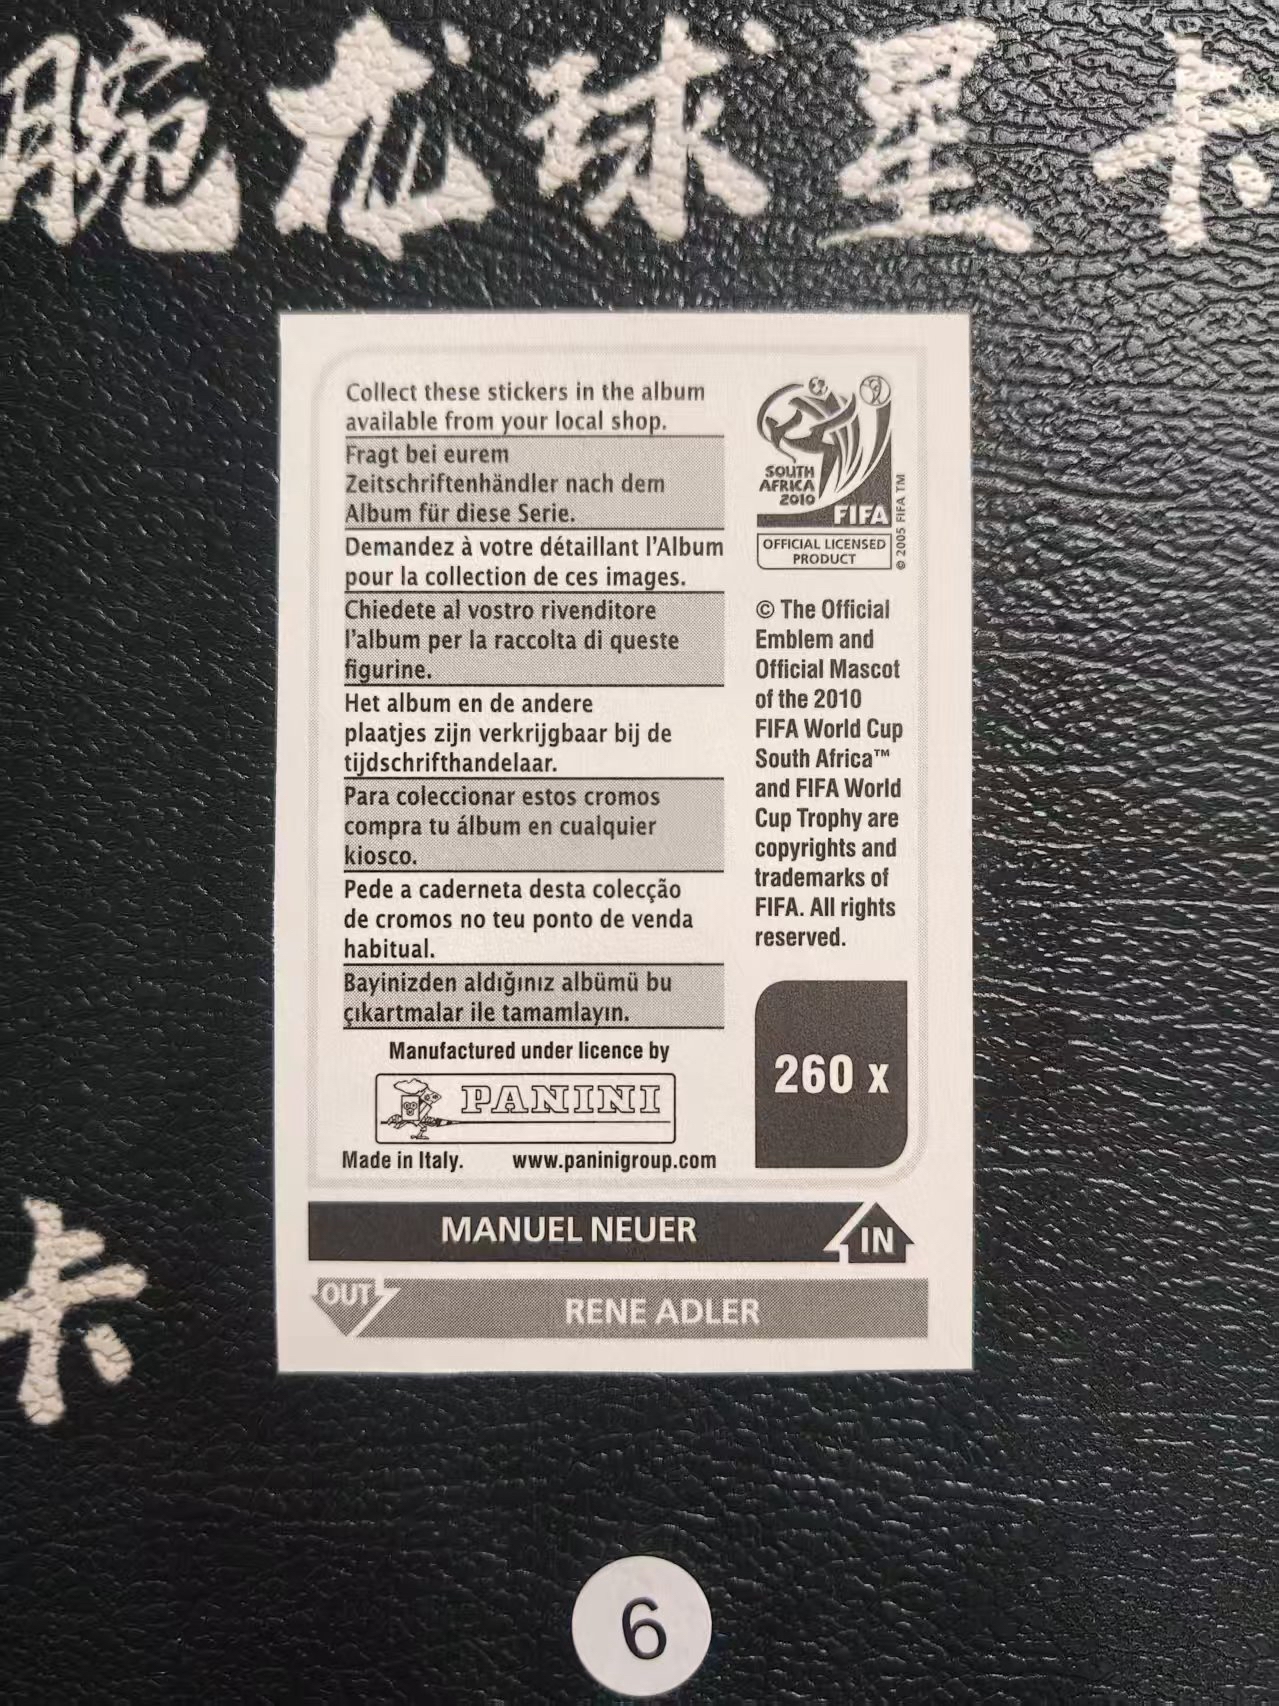 腕龙球星卡
Collect these stickers in the album
available from your local shop.
Fragt bei eurem
Zeitschriftenhändler nach dem
Album für diese Serie.
Demandez à votre détaillant l'Album
pour la collection de ces images.
Chiedete al vostro rivenditore
l'album per la raccolta di queste
figurine.
Het album en de andere
plaatjes zijn verkrijgbaar bij de
tijdschrifthandelaar.
Para coleccionar estos cromos
compra tu álbum en cualquier
kiosco.
Pede a caderneta desta colecção
de cromos no teu ponto de venda
habitual.
Bayinizden aldığınız albümü bu
çıkartmalar ile tamamlayın.
Manufactured under licence by
PANINI
Made in Italy. www.paninigroup.com
SOUTH
AFRICA
2010
FIFA
© 2005 FIFA TM
OFFICIAL LICENSED
PRODUCT
© The Official
Emblem and
Official Mascot
of the 2010
FIFA World Cup
South Africa™
and FIFA World
Cup Trophy are
copyrights and
trademarks of
FIFA. All rights
reserved.
260 x
MANUEL NEUER IN
OUT RENE ADLER
卡
6